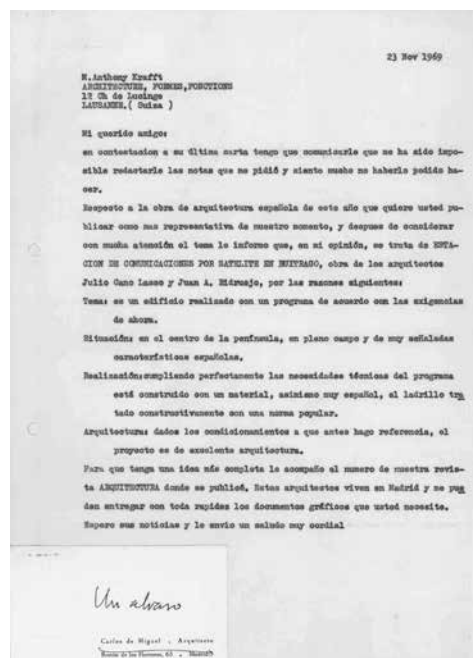 23 Nov 1969
M.Anthony Krafft
ARCHITECTURE, FORMES,FONCTIONS
12 Ch de Lucinge
LAUSANNE.( Suiza )
Mi querido amigo:
en contestacion a su última carta tengo que comunicarle que me ha sido impo-
sible redactarle las notas que me pidió y siento mucho no haberlo podido ha-
cer.
Respecto a la obra de arquitectura española de este año que quiere usted pu-
blicar como mas representativa de nuestro momento, y despues de considerar
con mucha atención el tema le informo que, en mi opinión, se trata de ESTA-
CION DE COMUNICACIONES POR SATELITE EN BUITRAGO, obra de los arquitectos
Julio Cano Lasso y Juan A. Ridruejo, por las razones siguientes:
Tema: es un edificio realizado con un programa de acuerdo con las exigencias
de ahora.
Situación: en el centro de la península, en pleno campo y de muy señaladas
características españolas.
Realización:cumpliendo perfectamente las necesidades técnicas del programa
está construido con un material, asimismo muy español, el ladrillo tra
tado constructivamente con una norma popular.
Arquitectura: dados los condicionamientos a que antes hago referencia, el
proyecto es de excelente arquitectura.
Para que tenga una idea más completa le acompaño el numero de nuestra revis-
ta ARQUITECTURA donde se publicó. Estos arquitectos viven en Madrid y me pue
den entregar con toda rapidez los documentos gráficos que usted necesite.
Espero sus noticias y le envio un saludo muy cordial
Un abrazo
Carlos de Miguel . Arquitecto
63 . Madrid